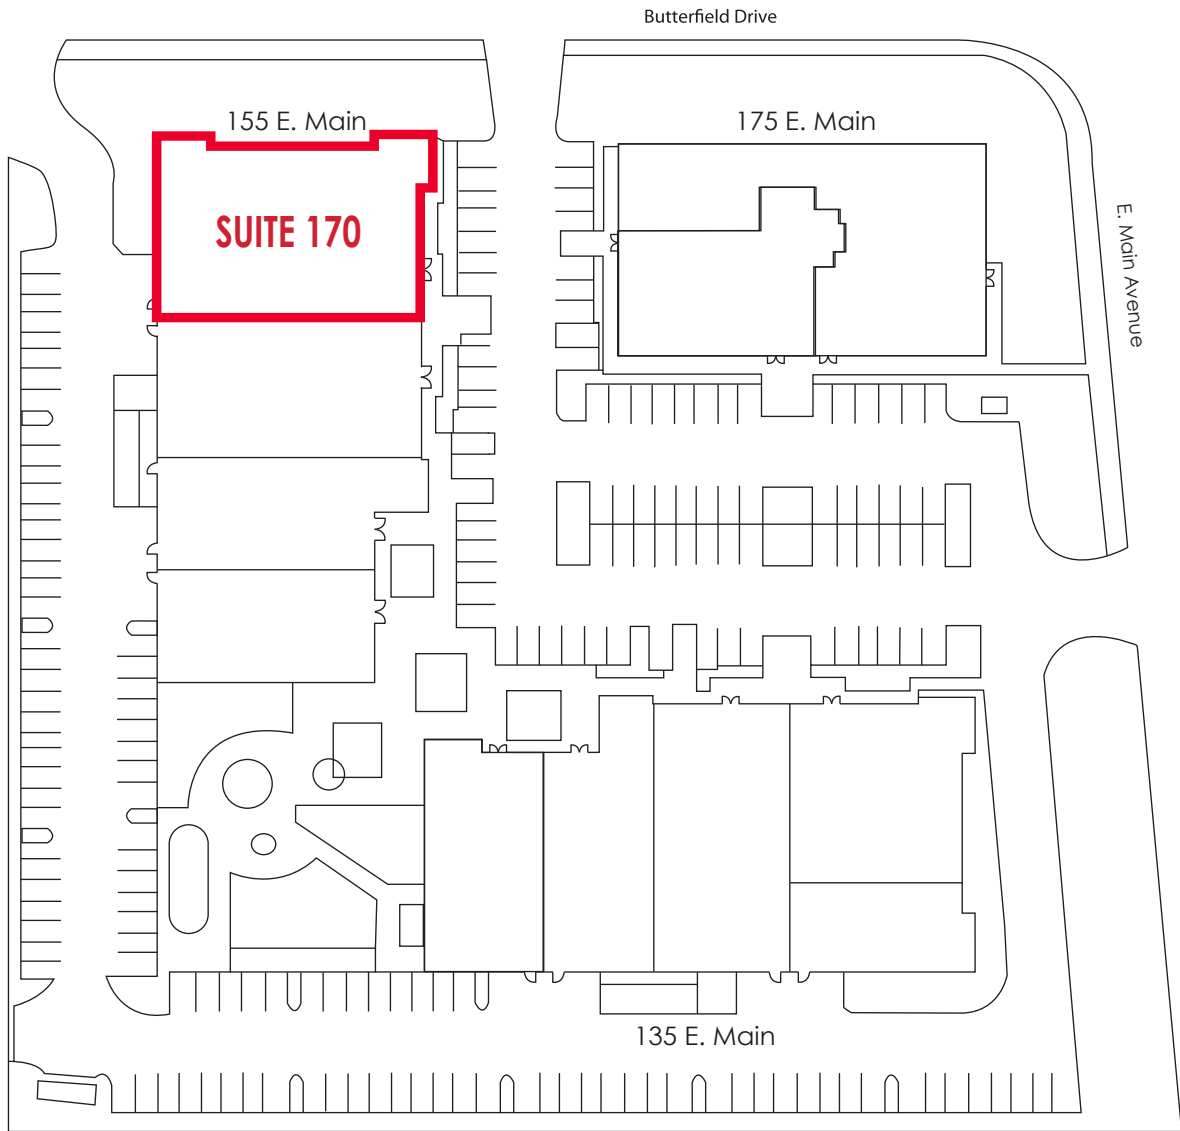 Butterfield Drive
155 E. Main
175 E. Main
SUITE 170
E. Main Avenue
135 E. Main